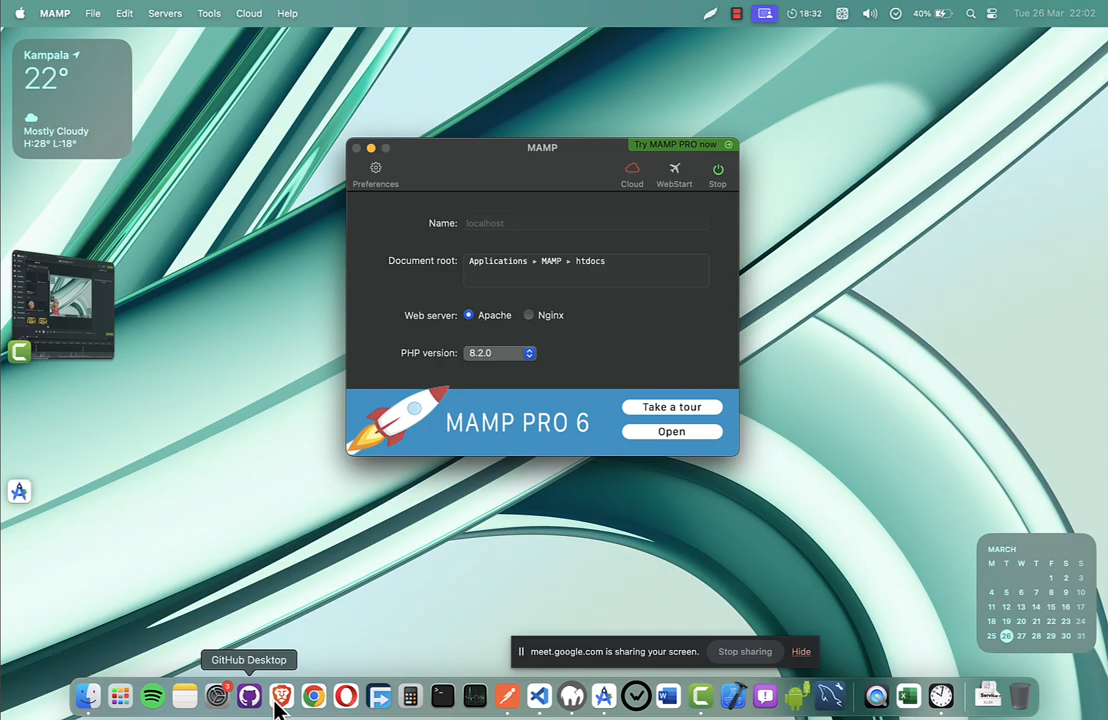 MAMP File Edit Servers Tools Cloud Help 18:32 40% Tue 26 Mar 22:02
Kampala
22°
Mostly Cloudy
H:28° L:18°
MAMP
Try MAMP PRO now
Preferences Cloud WebStart Stop
Name: localhost
Document root: Applications ▸ MAMP ▸ htdocs
Web server: Apache Nginx
PHP version: 8.2.0
MAMP PRO 6
Take a tour
Open
MARCH
M T W T F S S
1 2 3
4 5 6 7 8 9 10
11 12 13 14 15 16 17
18 19 20 21 22 23 24
25 26 27 28 29 30 31
meet.google.com is sharing your screen. Stop sharing Hide
GitHub Desktop
3